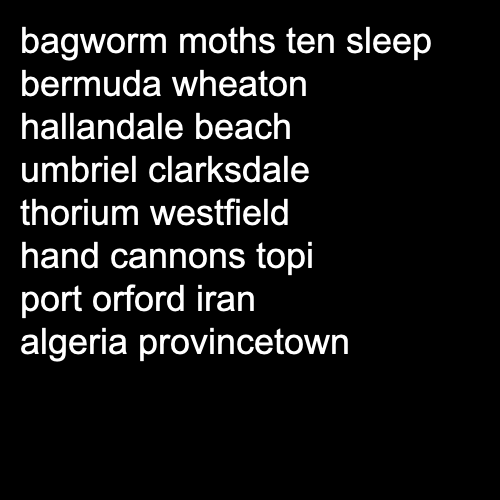 bagworm moths ten sleep
bermuda wheaton
hallandale beach
umbriel clarksdale
thorium westfield
hand cannons topi
port orford iran
algeria provincetown